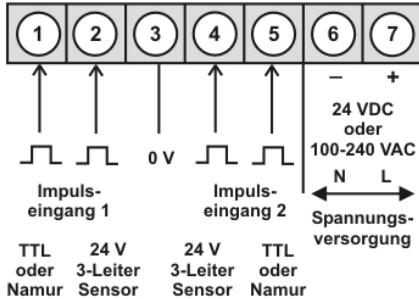 1 2 3 4 5 6 7
– +
24 VDC
oder
100-240 VAC
0 V
N L
Impuls-
eingang 1
Impuls-
eingang 2
Spannungs-
versorgung
TTL
oder
Namur
24 V
3-Leiter
Sensor
24 V
3-Leiter
Sensor
TTL
oder
Namur